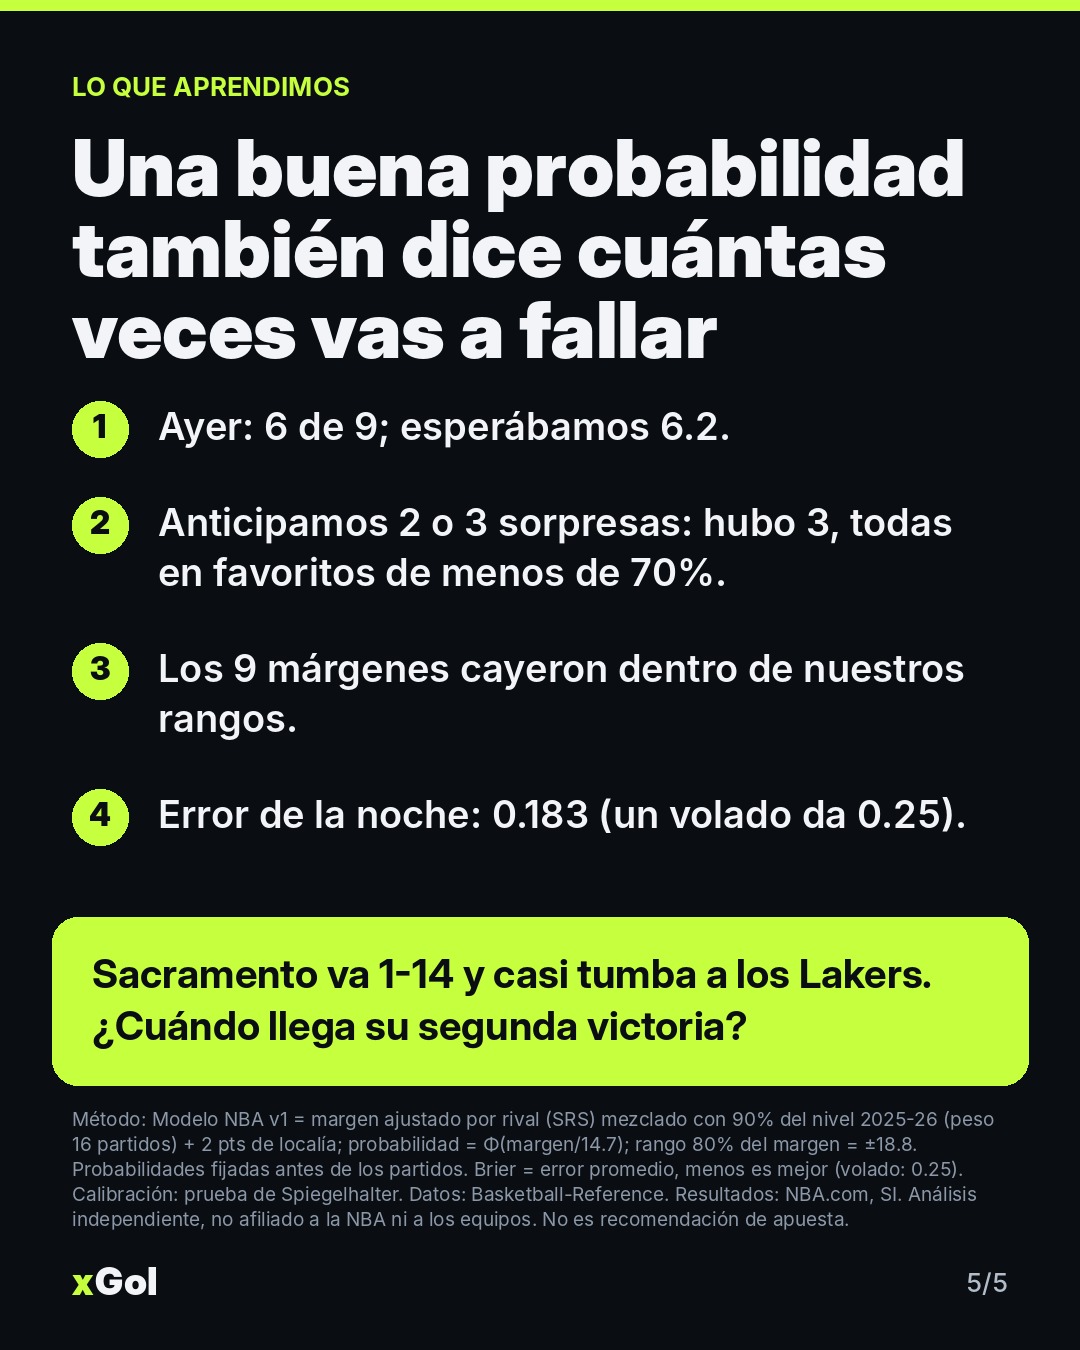 LO QUE APRENDIMOS
Una buena probabilidad
también dice cuántas
veces vas a fallar
1 Ayer: 6 de 9; esperábamos 6.2.
2 Anticipamos 2 o 3 sorpresas: hubo 3, todas
en favoritos de menos de 70%.
3 Los 9 márgenes cayeron dentro de nuestros
rangos.
4 Error de la noche: 0.183 (un volado da 0.25).
Sacramento va 1-14 y casi tumba a los Lakers.
¿Cuándo llega su segunda victoria?
Método: Modelo NBA v1 = margen ajustado por rival (SRS) mezclado con 90% del nivel 2025-26 (peso
16 partidos) + 2 pts de localía; probabilidad = Φ(margen/14.7); rango 80% del margen = ±18.8.
Probabilidades fijadas antes de los partidos. Brier = error promedio, menos es mejor (volado: 0.25).
Calibración: prueba de Spiegelhalter. Datos: Basketball-Reference. Resultados: NBA.com, SI. Análisis
independiente, no afiliado a la NBA ni a los equipos. No es recomendación de apuesta.
xGol
5/5